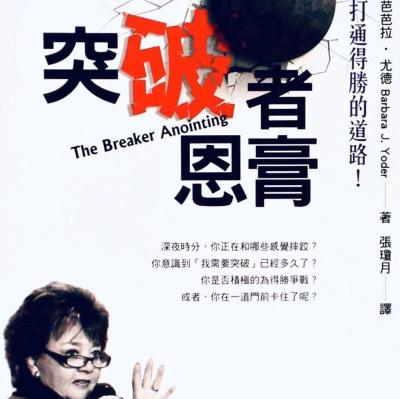 突破者
恩膏
The Breaker Anointing
打通得勝的道路！
芭芭拉・尤德 Barbara J. Yoder──著 張瓊月──譯
深夜時分，你正在和哪些感覺摔跤？
你意識到「我需要突破」已經多久了？
你是否積極的為得勝爭戰？
或者，你在一道門前卡住了呢？